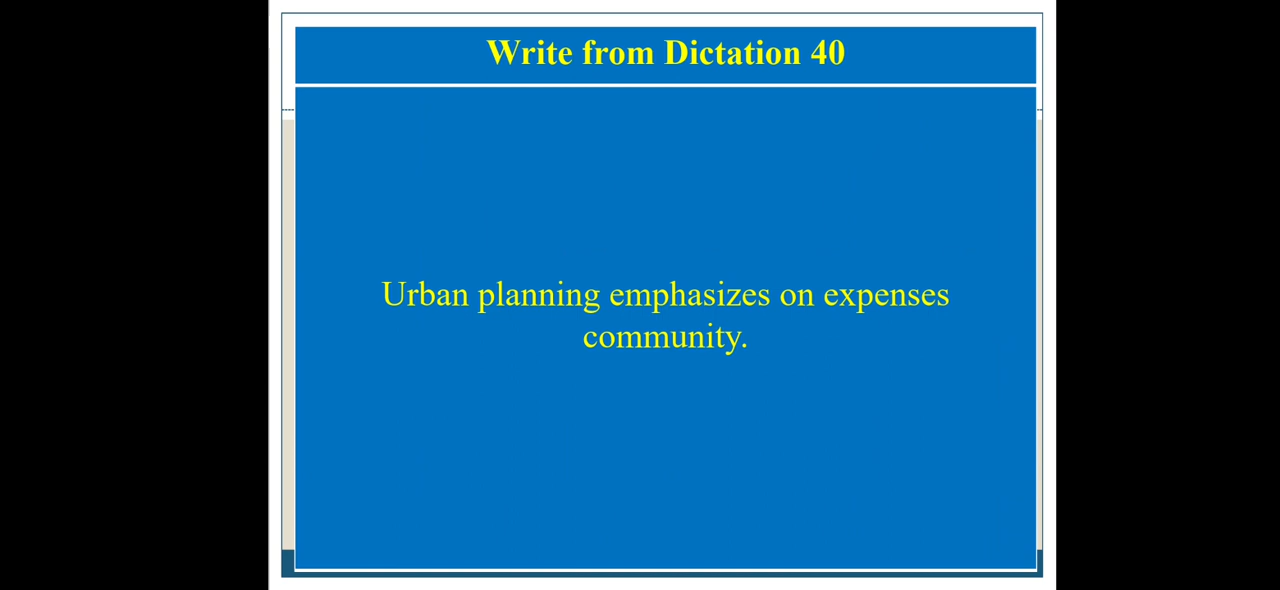 Write from Dictation 40
Urban planning emphasizes on expenses
community.